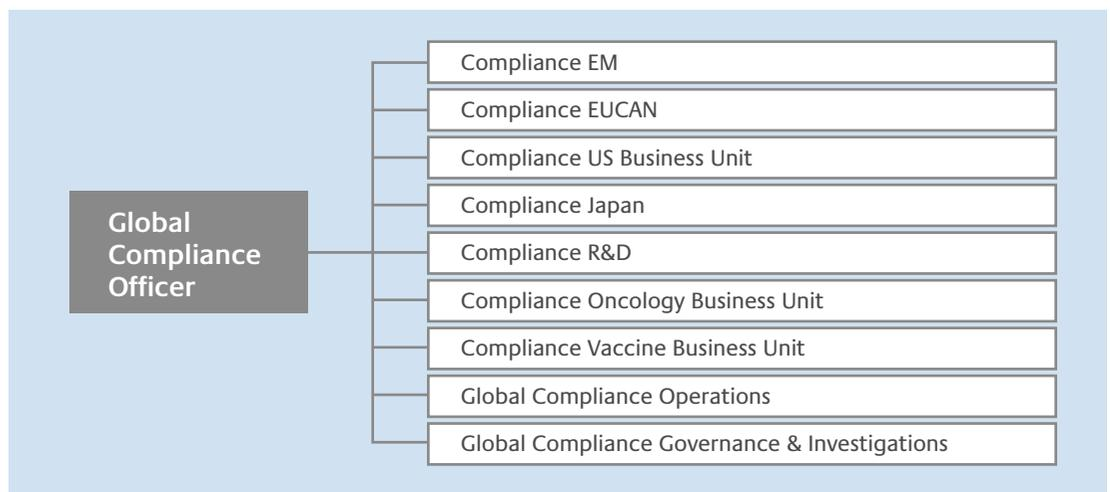 Global
Compliance
Officer
Compliance EM
Compliance EUCAN
Compliance US Business Unit
Compliance Japan
Compliance R&D
Compliance Oncology Business Unit
Compliance Vaccine Business Unit
Global Compliance Operations
Global Compliance Governance & Investigations